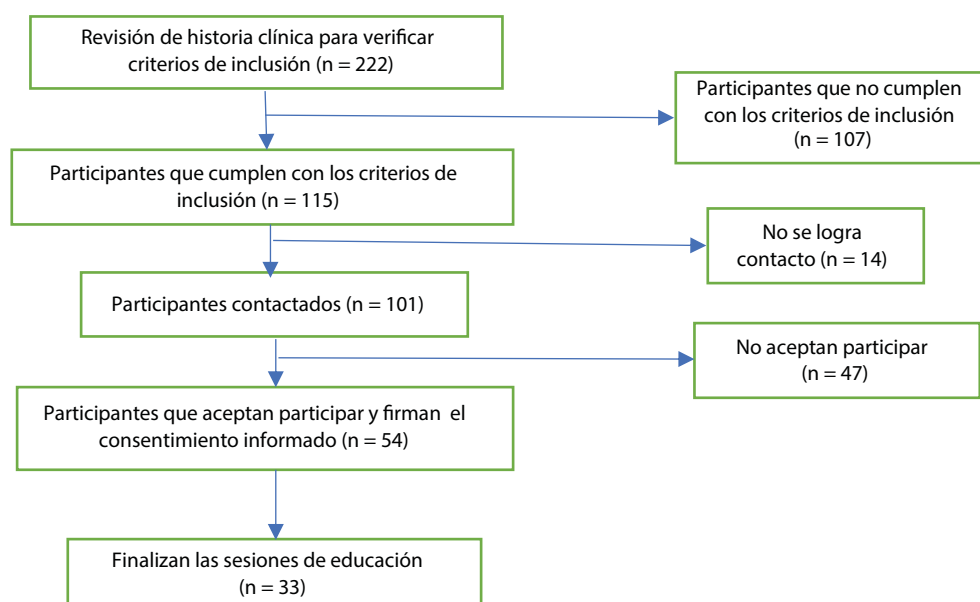 Revisión de historia clínica para verificar
criterios de inclusión (n = 222)
Participantes que no cumplen
con los criterios de inclusión
(n = 107)
Participantes que cumplen con los criterios de
inclusión (n = 115)
No se logra
contacto (n = 14)
Participantes contactados (n = 101)
No aceptan participar
(n = 47)
Participantes que aceptan participar y firman el
consentimiento informado (n = 54)
Finalizan las sesiones de educación
(n = 33)